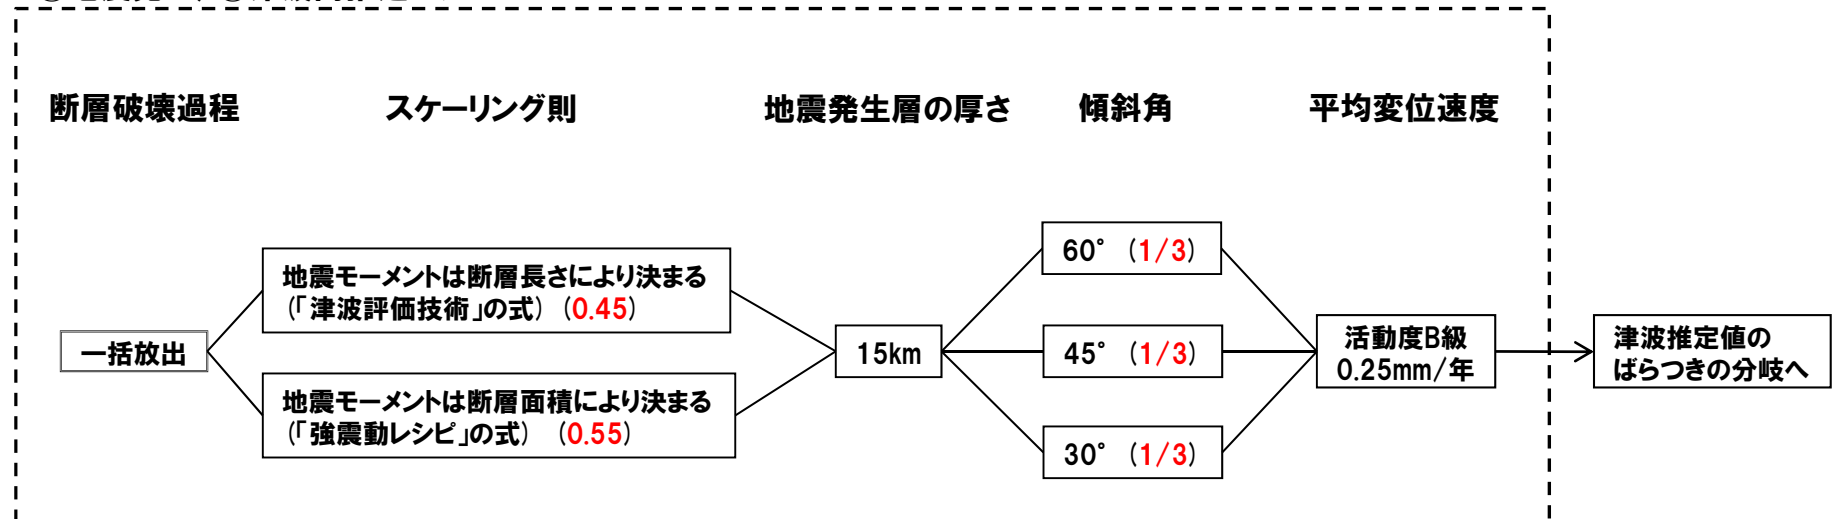 断層破壊過程
スケーリング則
地震発生層の厚さ
傾斜角
平均変位速度
一括放出
地震モーメントは断層長さにより決まる
(「津波評価技術」の式) (0.45)
地震モーメントは断層面積により決まる
(「強震動レシピ」の式) (0.55)
15km
60° (1/3)
45° (1/3)
30° (1/3)
活動度B級
0.25mm/年
津波推定値の
ばらつきの分岐へ